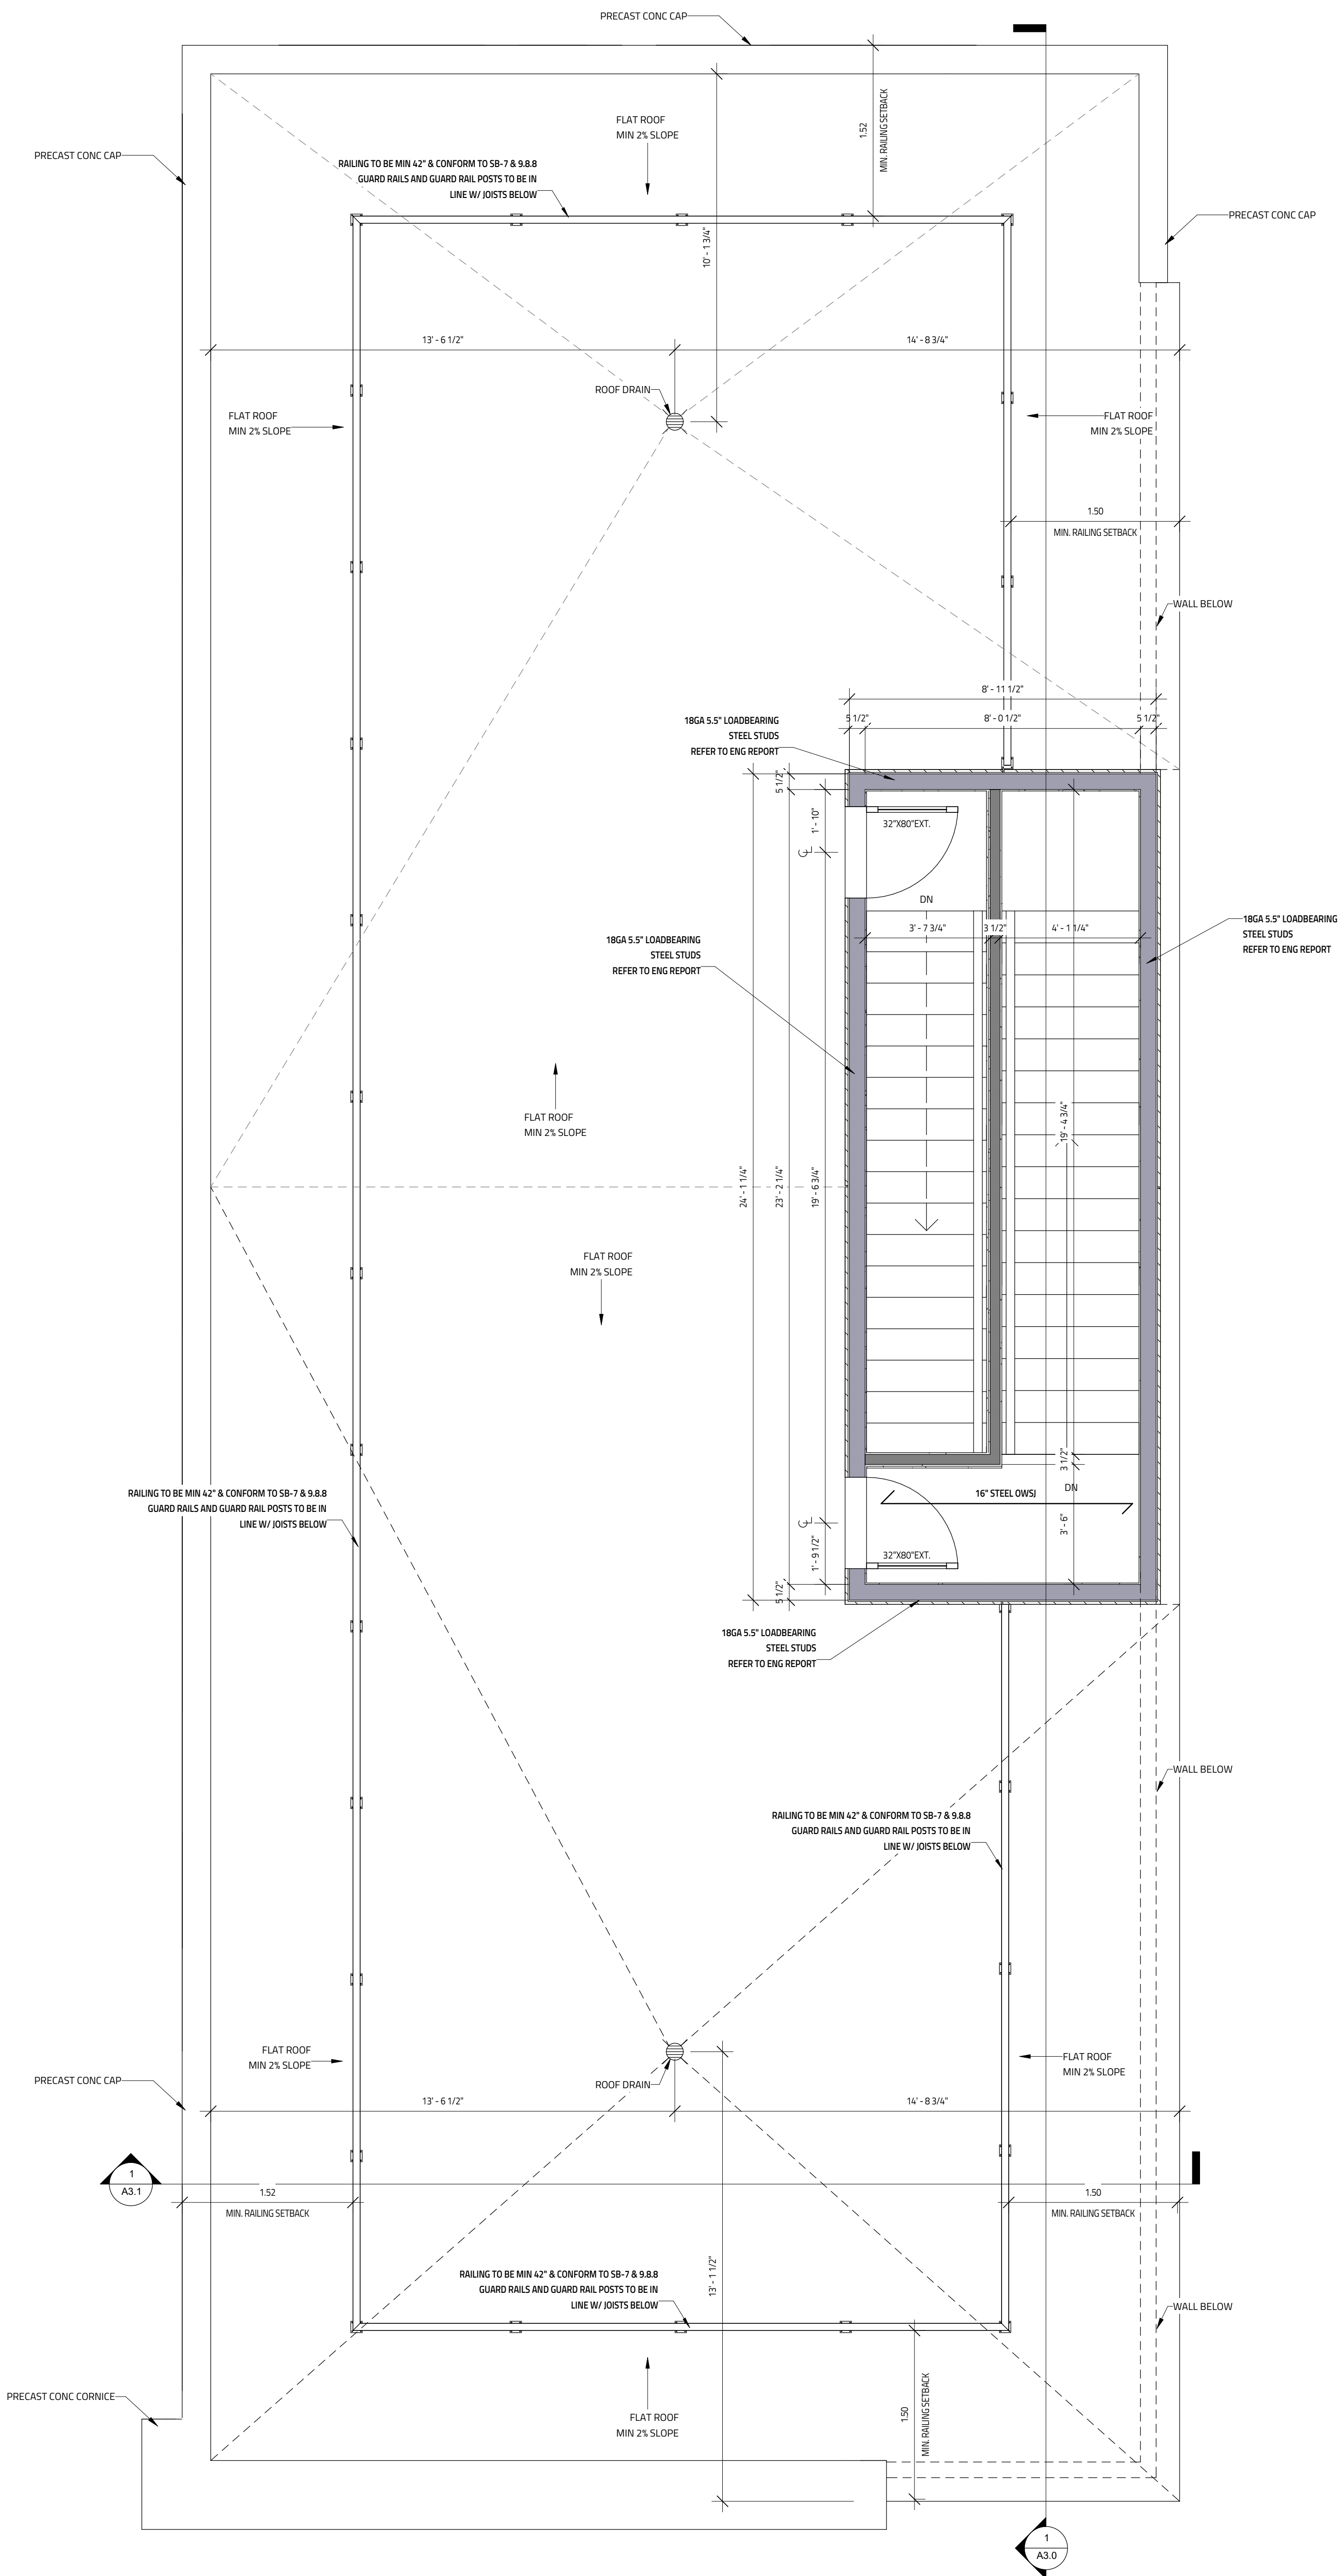 PRECAST CONC CAP
1.52
MIN. RAILING SETBACK
FLAT ROOF
MIN 2% SLOPE
PRECAST CONC CAP
RAILING TO BE MIN 42" & CONFORM TO SB-7 & 9.8.8
GUARD RAILS AND GUARD RAIL POSTS TO BE IN
LINE W/ JOISTS BELOW
PRECAST CONC CAP
10' - 1 3/4"
13' - 6 1/2"
14' - 8 3/4"
ROOF DRAIN
FLAT ROOF
MIN 2% SLOPE
FLAT ROOF
MIN 2% SLOPE
1.50
MIN. RAILING SETBACK
WALL BELOW
8' - 11 1/2"
5 1/2"
8' - 0 1/2"
5 1/2"
18GA 5.5" LOADBEARING
STEEL STUDS
REFER TO ENG REPORT
5 1/2"
1' - 10"
32"X80"EXT.
CL
DN
3' - 7 3/4"
3 1/2"
4' - 1 1/4"
18GA 5.5" LOADBEARING
STEEL STUDS
REFER TO ENG REPORT
18GA 5.5" LOADBEARING
STEEL STUDS
REFER TO ENG REPORT
FLAT ROOF
MIN 2% SLOPE
19' - 4 3/4"
24' - 1 1/4"
23' - 2 1/4"
19' - 6 3/4"
FLAT ROOF
MIN 2% SLOPE
RAILING TO BE MIN 42" & CONFORM TO SB-7 & 9.8.8
GUARD RAILS AND GUARD RAIL POSTS TO BE IN
LINE W/ JOISTS BELOW
3 1/2"
DN
16" STEEL OWSJ
3' - 6"
CL
1' - 9 1/2"
32"X80"EXT.
5 1/2"
18GA 5.5" LOADBEARING
STEEL STUDS
REFER TO ENG REPORT
WALL BELOW
RAILING TO BE MIN 42" & CONFORM TO SB-7 & 9.8.8
GUARD RAILS AND GUARD RAIL POSTS TO BE IN
LINE W/ JOISTS BELOW
FLAT ROOF
MIN 2% SLOPE
FLAT ROOF
MIN 2% SLOPE
PRECAST CONC CAP
ROOF DRAIN
13' - 6 1/2"
14' - 8 3/4"
1
A3.1
1.52
MIN. RAILING SETBACK
1.50
MIN. RAILING SETBACK
13' - 1 1/2"
RAILING TO BE MIN 42" & CONFORM TO SB-7 & 9.8.8
GUARD RAILS AND GUARD RAIL POSTS TO BE IN
LINE W/ JOISTS BELOW
WALL BELOW
PRECAST CONC CORNICE
FLAT ROOF
MIN 2% SLOPE
1.50
MIN. RAILING SETBACK
1
A3.0